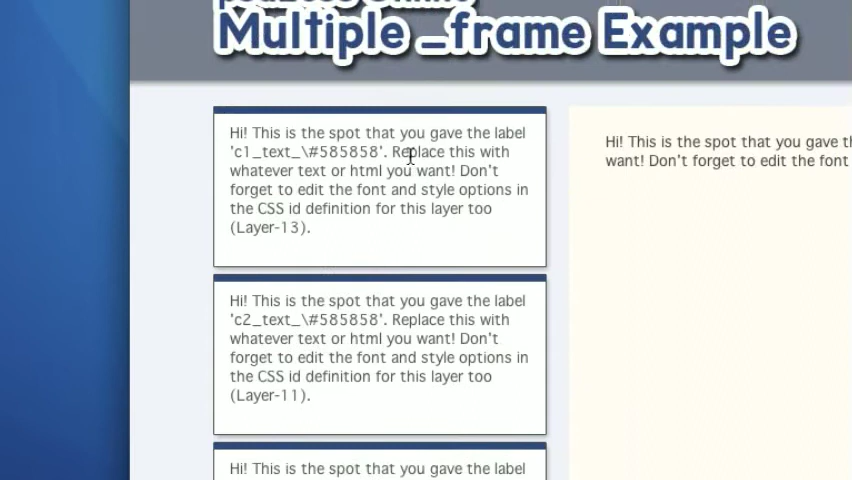 Multiple _frame Example
Hi! This is the spot that you gave the label
'c1_text_\#585858'. Replace this with
whatever text or html you want! Don't
forget to edit the font and style options in
the CSS id definition for this layer too
(Layer-13).
Hi! This is the spot that you gave the label
'c2_text_\#585858'. Replace this with
whatever text or html you want! Don't
forget to edit the font and style options in
the CSS id definition for this layer too
(Layer-11).
Hi! This is the spot that you gave the label
Hi! This is the spot that you gave t
want! Don't forget to edit the font